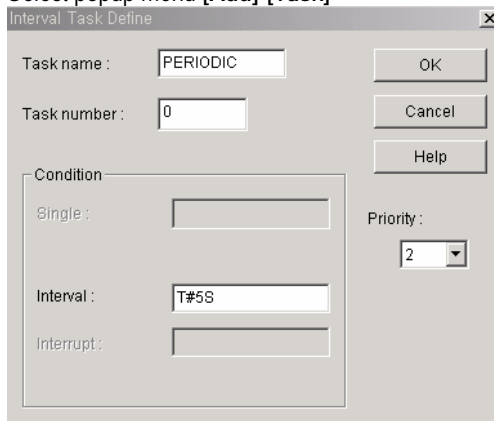 Select popup menu [Add]-[Task]
Interval Task Define
Task name :
PERIODIC
OK
Task number :
0
Cancel
Help
Condition
Single :
Priority :
2
Interval :
T#5S
Interrupt :